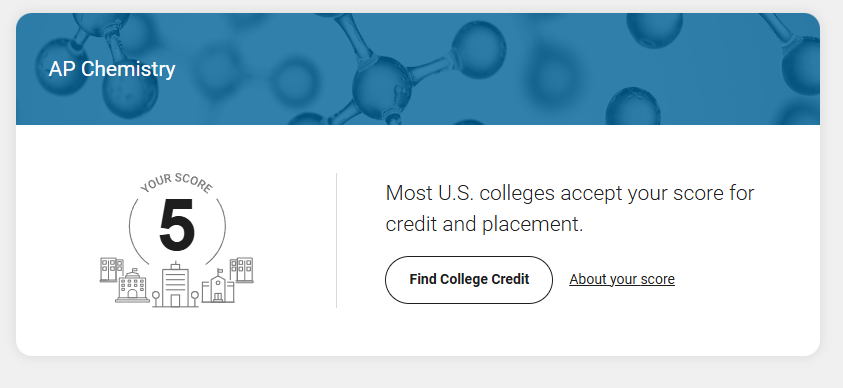 AP Chemistry
YOUR SCORE
5
Most U.S. colleges accept your score for
credit and placement.
Find College Credit
About your score